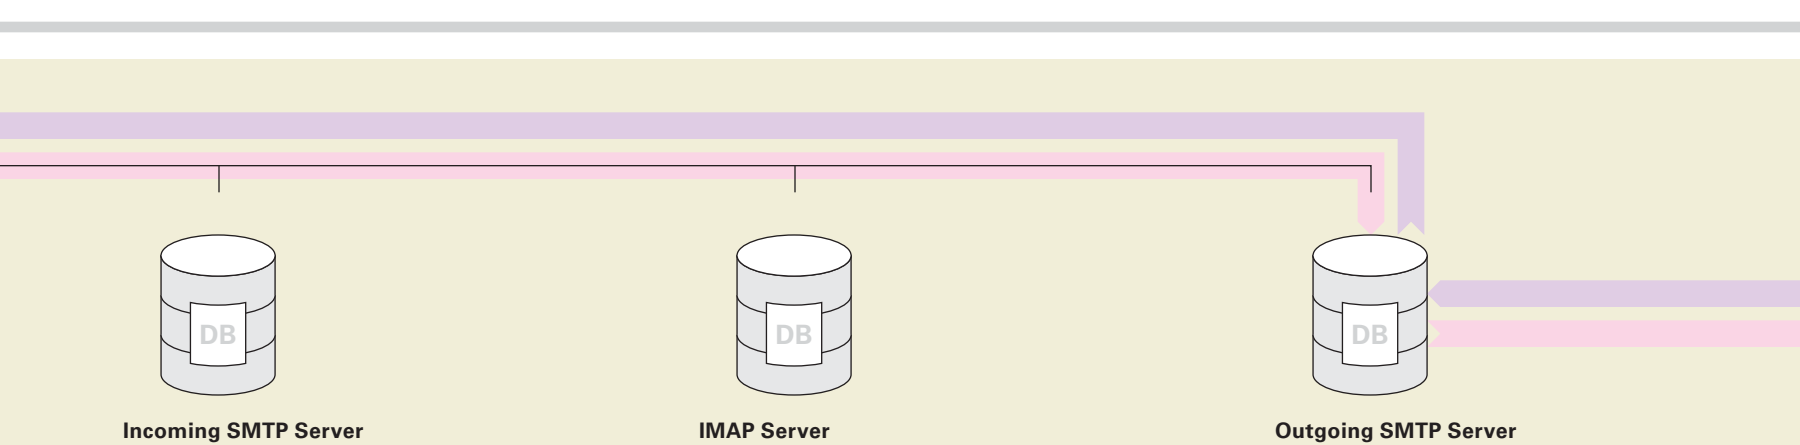 DB
DB
DB
Incoming SMTP Server
IMAP Server
Outgoing SMTP Server